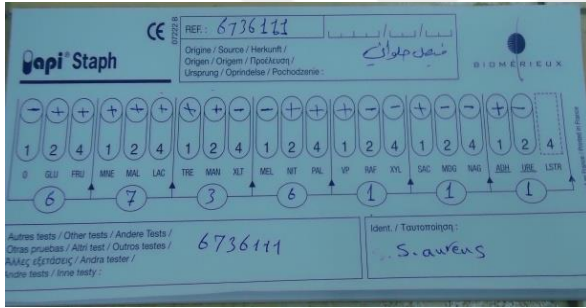 CE 07222 B
REF. : 6736111
api® Staph
Origine / Source / Herkunft /
Origen / Origem / Προέλευση /
Ursprung / Oprindelse / Pochodzenie :
BIOMÉRIEUX
- + + + + + + + - - + + + - - + - - + -
1 2 4 1 2 4 1 2 4 1 2 4 1 2 4 1 2 4 1 2 4
0 GLU FRU MNE MAL LAC TRE MAN XLT MEL NIT PAL VP RAF XYL SAC MDG NAG ADH URE LSTR
6 7 3 6 1 1 1
Autres tests / Other tests / Andere Tests /
Otras pruebas / Altri test / Outros testes /
Άλλες εξετάσεις / Andra tester /
Andre tests / Inne testy :
6736111
Ident. / Ταυτοποίηση :
S. aureus